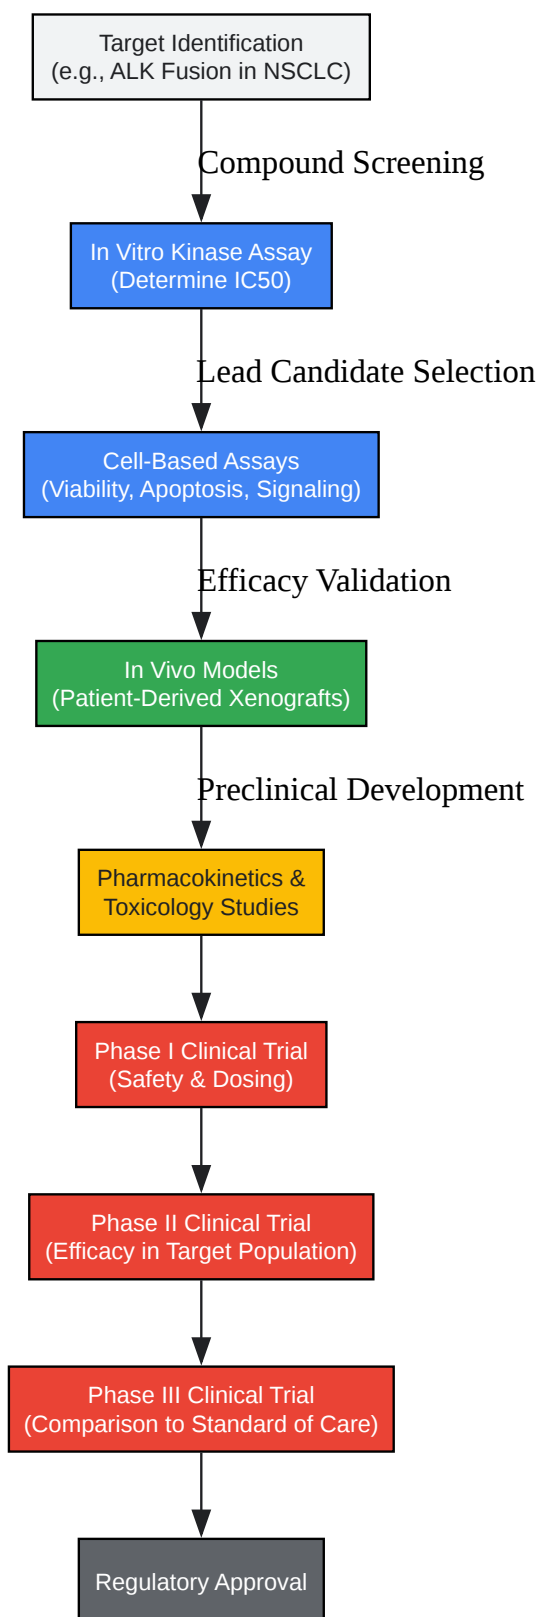 Target Identification
(e.g., ALK Fusion in NSCLC)
Compound Screening
In Vitro Kinase Assay
(Determine IC50)
Lead Candidate Selection
Cell-Based Assays
(Viability, Apoptosis, Signaling)
Efficacy Validation
In Vivo Models
(Patient-Derived Xenografts)
Preclinical Development
Pharmacokinetics &
Toxicology Studies
Phase I Clinical Trial
(Safety & Dosing)
Phase II Clinical Trial
(Efficacy in Target Population)
Phase III Clinical Trial
(Comparison to Standard of Care)
Regulatory Approval